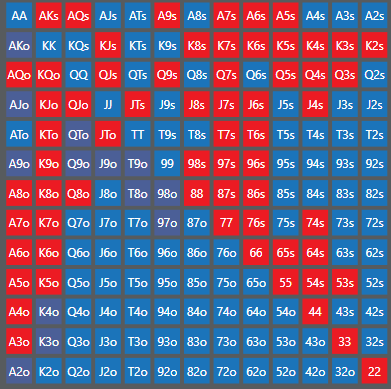 AA AKs AQs AJs ATs A9s A8s A7s A6s A5s A4s A3s A2s
AKo KK KQs KJs KTs K9s K8s K7s K6s K5s K4s K3s K2s
AQo KQo QQ QJs QTs Q9s Q8s Q7s Q6s Q5s Q4s Q3s Q2s
AJo KJo QJo JJ JTs J9s J8s J7s J6s J5s J4s J3s J2s
ATo KTo QTo JTo TT T9s T8s T7s T6s T5s T4s T3s T2s
A9o K9o Q9o J9o T9o 99 98s 97s 96s 95s 94s 93s 92s
A8o K8o Q8o J8o T8o 98o 88 87s 86s 85s 84s 83s 82s
A7o K7o Q7o J7o T7o 97o 87o 77 76s 75s 74s 73s 72s
A6o K6o Q6o J6o T6o 96o 86o 76o 66 65s 64s 63s 62s
A5o K5o Q5o J5o T5o 95o 85o 75o 65o 55 54s 53s 52s
A4o K4o Q4o J4o T4o 94o 84o 74o 64o 54o 44 43s 42s
A3o K3o Q3o J3o T3o 93o 83o 73o 63o 53o 43o 33 32s
A2o K2o Q2o J2o T2o 92o 82o 72o 62o 52o 42o 32o 22